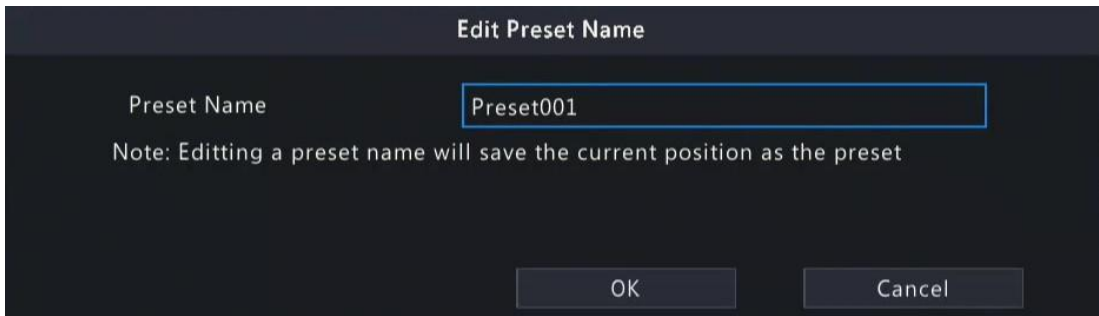 Edit Preset Name
Preset Name Preset001
Note: Editting a preset name will save the current position as the preset
OK Cancel